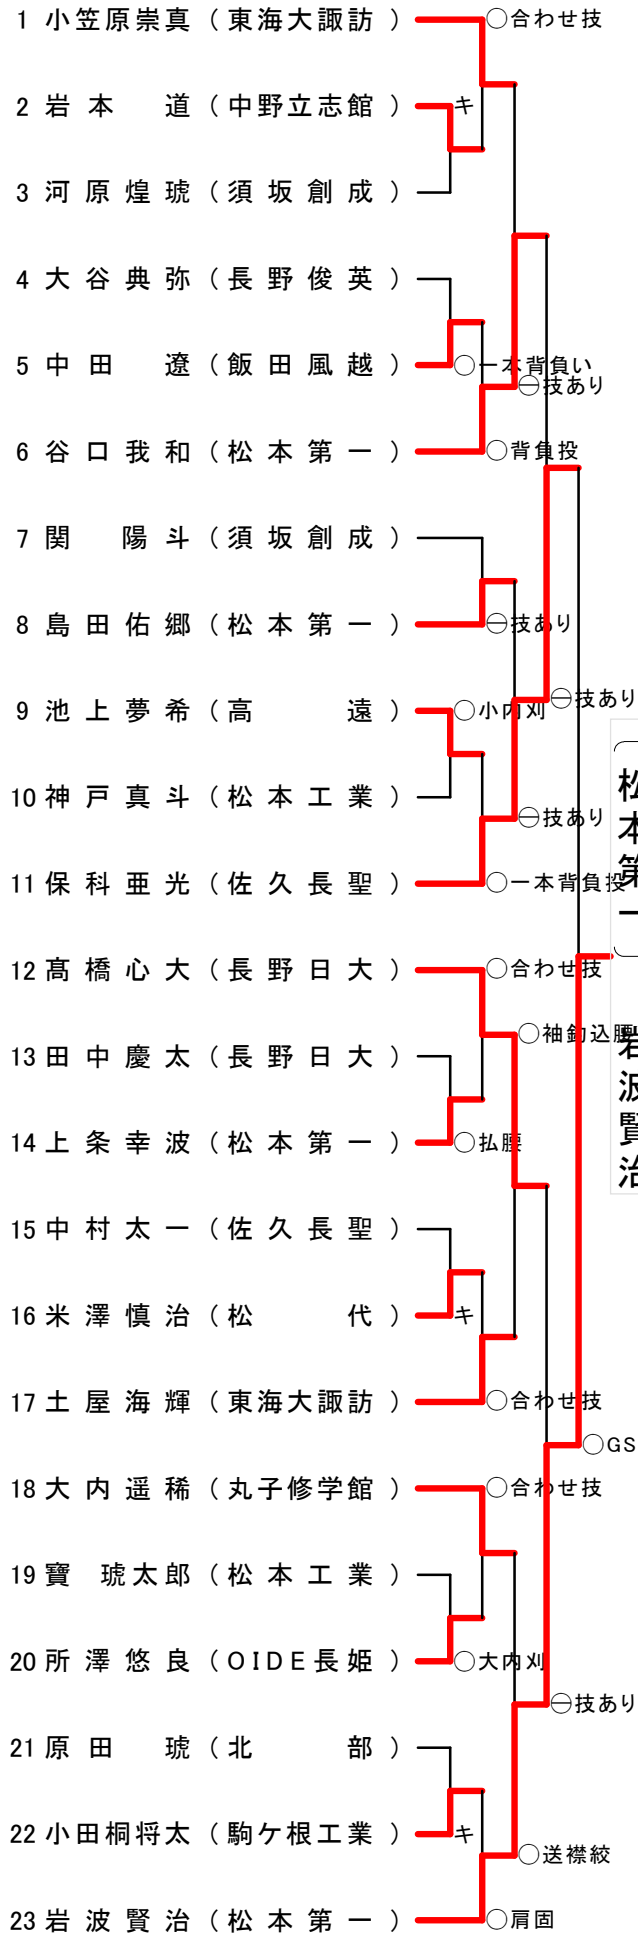 1 小笠原崇真 (東海大諏訪) ○合わせ技
2 岩本 道 (中野立志館) キ
3 河原煌琥 (須坂創成)
4 大谷典弥 (長野俊英)
5 中田 遼 (飯田風越) ○一本背負い
⊖技あり
6 谷口我和 (松本第一) ○背負投
7 関 陽斗 (須坂創成)
8 島田佑郷 (松本第一) ⊖技あり
⊖技あり
9 池上夢希 (高遠) ○小内刈
10 神戸真斗 (松本工業)
⊖技あり
11 保科亜光 (佐久長聖) ○一本背負投
松本第一
12 髙橋心大 (長野日大) ○合わせ技
○袖釣込腰
13 田中慶太 (長野日大)
岩波賢治
14 上条幸波 (松本第一) ○払腰
15 中村太一 (佐久長聖)
16 米澤慎治 (松代) キ
17 土屋海輝 (東海大諏訪) ○合わせ技
○GS
18 大内遥稀 (丸子修学館) ○合わせ技
19 寶 琥太郎 (松本工業)
20 所澤悠良 (OIDE長姫) ○大内刈
⊖技あり
21 原田 琥 (北部)
22 小田桐将太 (駒ケ根工業) キ
○送襟絞
23 岩波賢治 (松本第一) ○肩固